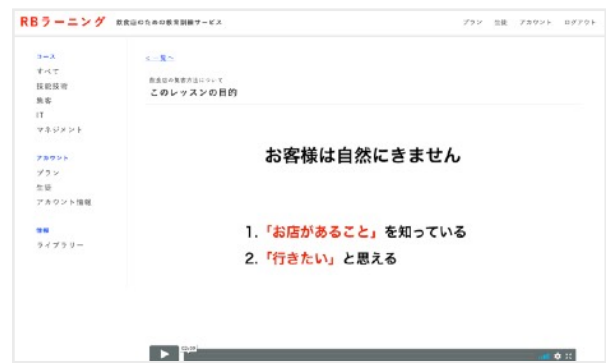 RBラーニング 飲食店のための教育訓練サービス
プラン 生徒 アカウント ログアウト
コース
すべて
技能技術
集客
IT
マネジメント
アカウント
プラン
生徒
アカウント情報
情報
ライブラリー
< 一覧へ
飲食店の集客方法について
このレッスンの目的
お客様は自然にきません
1.「お店があること」を知っている
2.「行きたい」と思える